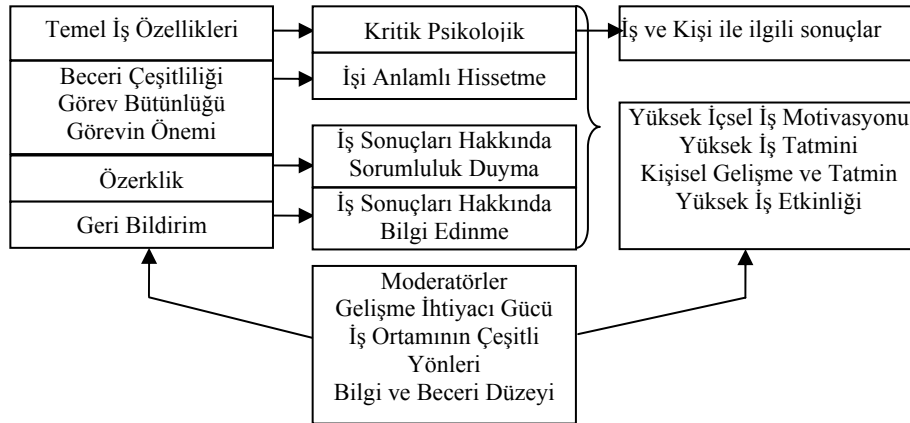 Temel İş Özellikleri
Beceri Çeşitliliği
Görev Bütünlüğü
Görevin Önemi
Özerklik
Geri Bildirim
Kritik Psikolojik
İşi Anlamlı Hissetme
İş Sonuçları Hakkında
Sorumluluk Duyma
İş Sonuçları Hakkında
Bilgi Edinme
İş ve Kişi ile ilgili sonuçlar
Yüksek İçsel İş Motivasyonu
Yüksek İş Tatmini
Kişisel Gelişme ve Tatmin
Yüksek İş Etkinliği
Moderatörler
Gelişme İhtiyacı Gücü
İş Ortamının Çeşitli
Yönleri
Bilgi ve Beceri Düzeyi